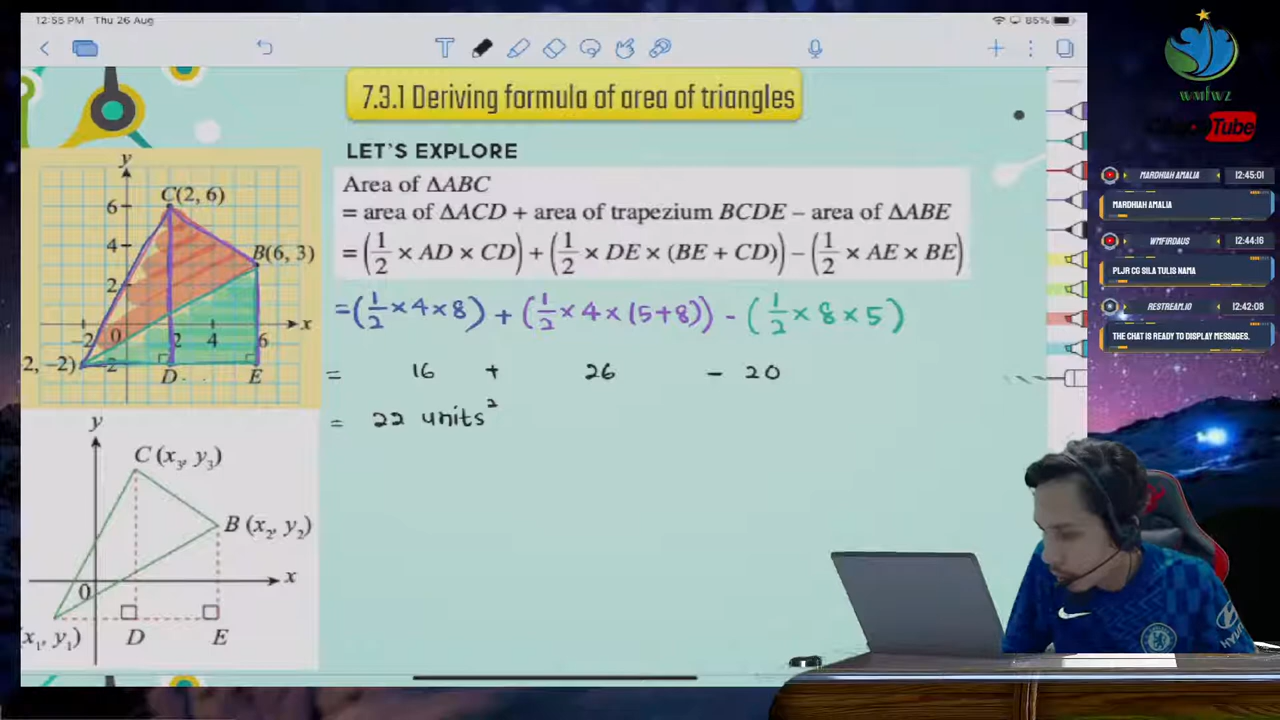 12:55 PM Thu 26 Aug
85%
7.3.1 Deriving formula of area of triangles
LET'S EXPLORE
Area of ΔABC
= area of ΔACD + area of trapezium BCDE – area of ΔABE
= (1/2 × AD × CD) + (1/2 × DE × (BE + CD)) – (1/2 × AE × BE)
= (1/2 × 4 × 8) + (1/2 × 4 × (5+8)) - (1/2 × 8 × 5)
= 16 + 26 - 20
= 22 units²
y
C(2, 6)
6
4
B(6, 3)
2
x
-2 0 2 4 6
2, −2)
-2
D E
y
C (x₃, y₃)
B (x₂, y₂)
x
0
(x₁, y₁) D E
wmfwz
Tube
MARDHIAH AMALIA 12:45:01
MARDHIAH AMALIA
WMFIRDAUS 12:44:16
PLJR CG SILA TULIS NAMA
RESTREAM.IO 12:42:08
THE CHAT IS READY TO DISPLAY MESSAGES.
HYUNDAI